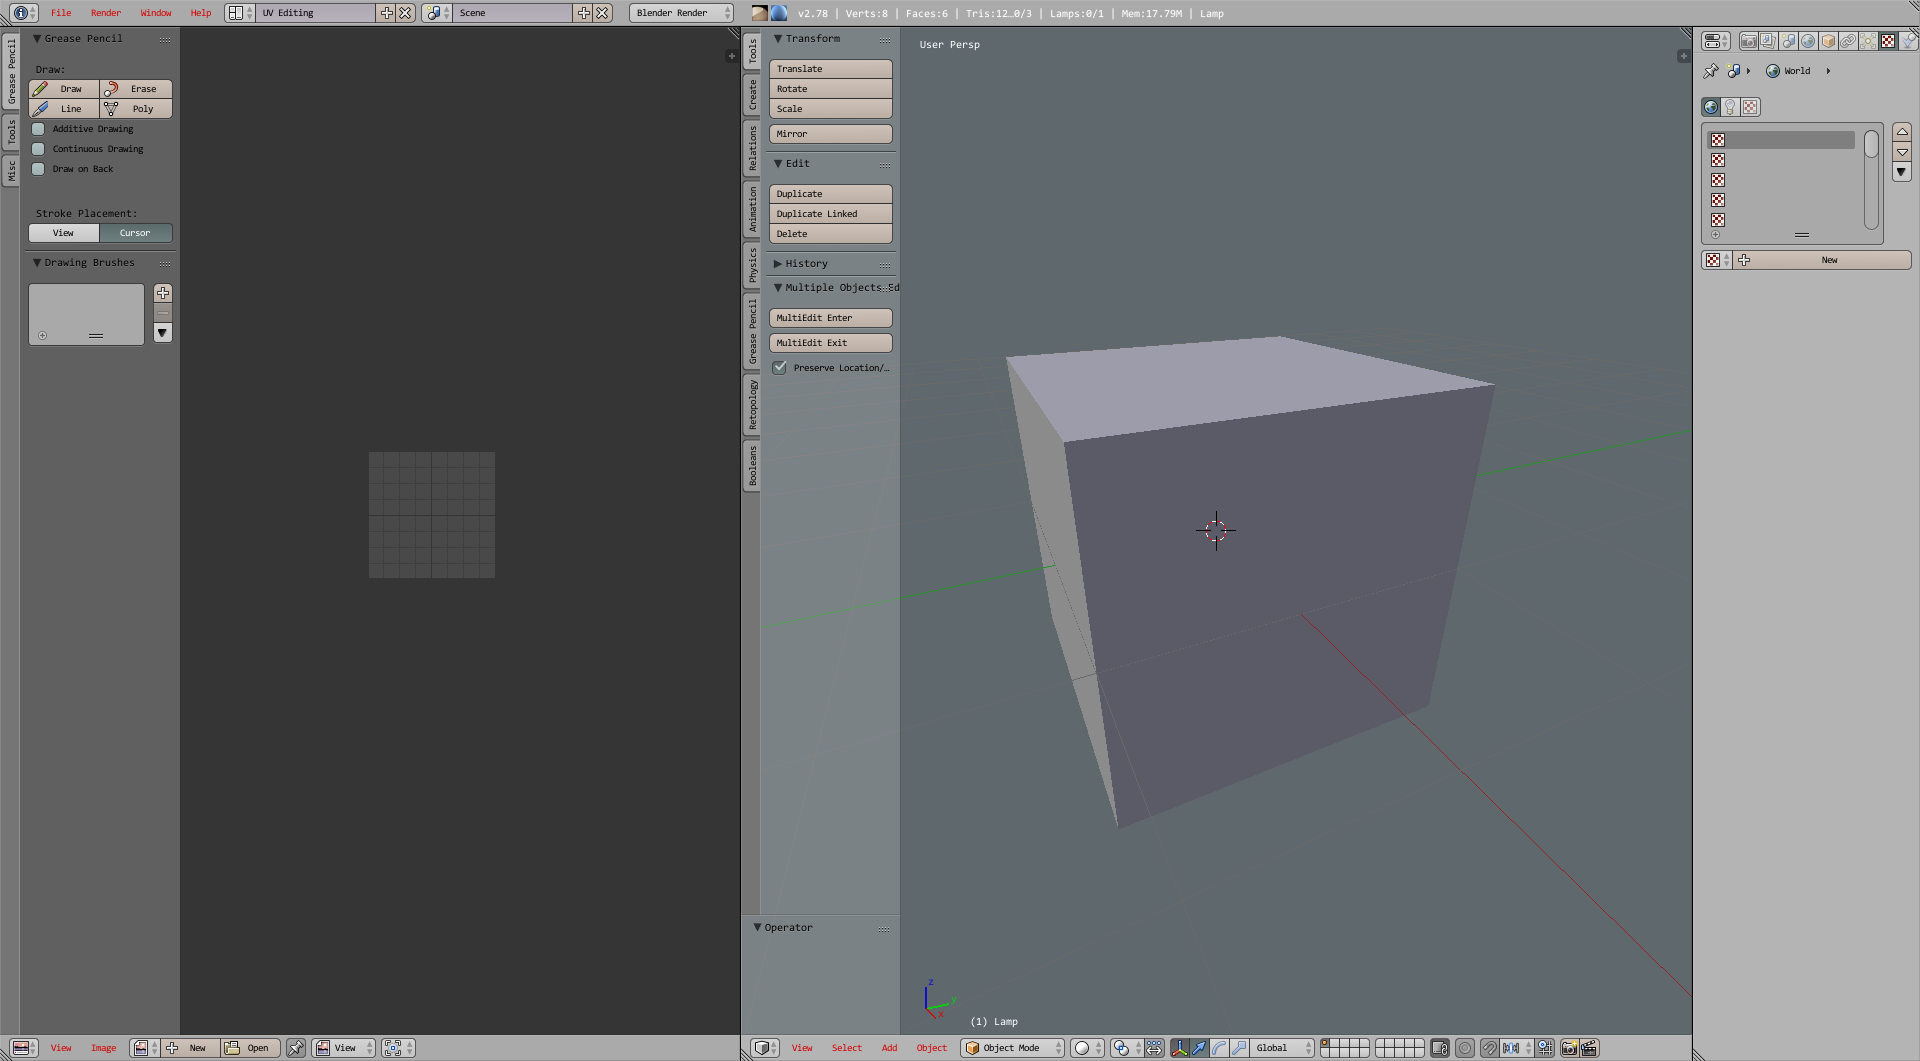 File Render Window Help UV Editing Scene Blender Render v2.78 | Verts:8 | Faces:6 | Tris:12…0/3 | Lamps:0/1 | Mem:17.79M | Lamp
Grease Pencil
Tools
Misc
Grease Pencil
Draw:
Draw Erase
Line Poly
Additive Drawing
Continuous Drawing
Draw on Back
Stroke Placement:
View Cursor
Drawing Brushes
Tools
Create
Relations
Animation
Physics
Grease Pencil
Retopology
Booleans
Transform
Translate
Rotate
Scale
Mirror
Edit
Duplicate
Duplicate Linked
Delete
History
Multiple Objects Ed
MultiEdit Enter
MultiEdit Exit
Preserve Location/…
Operator
User Persp
z
y
x
(1) Lamp
World
New
View Image New Open View
View Select Add Object Object Mode Global